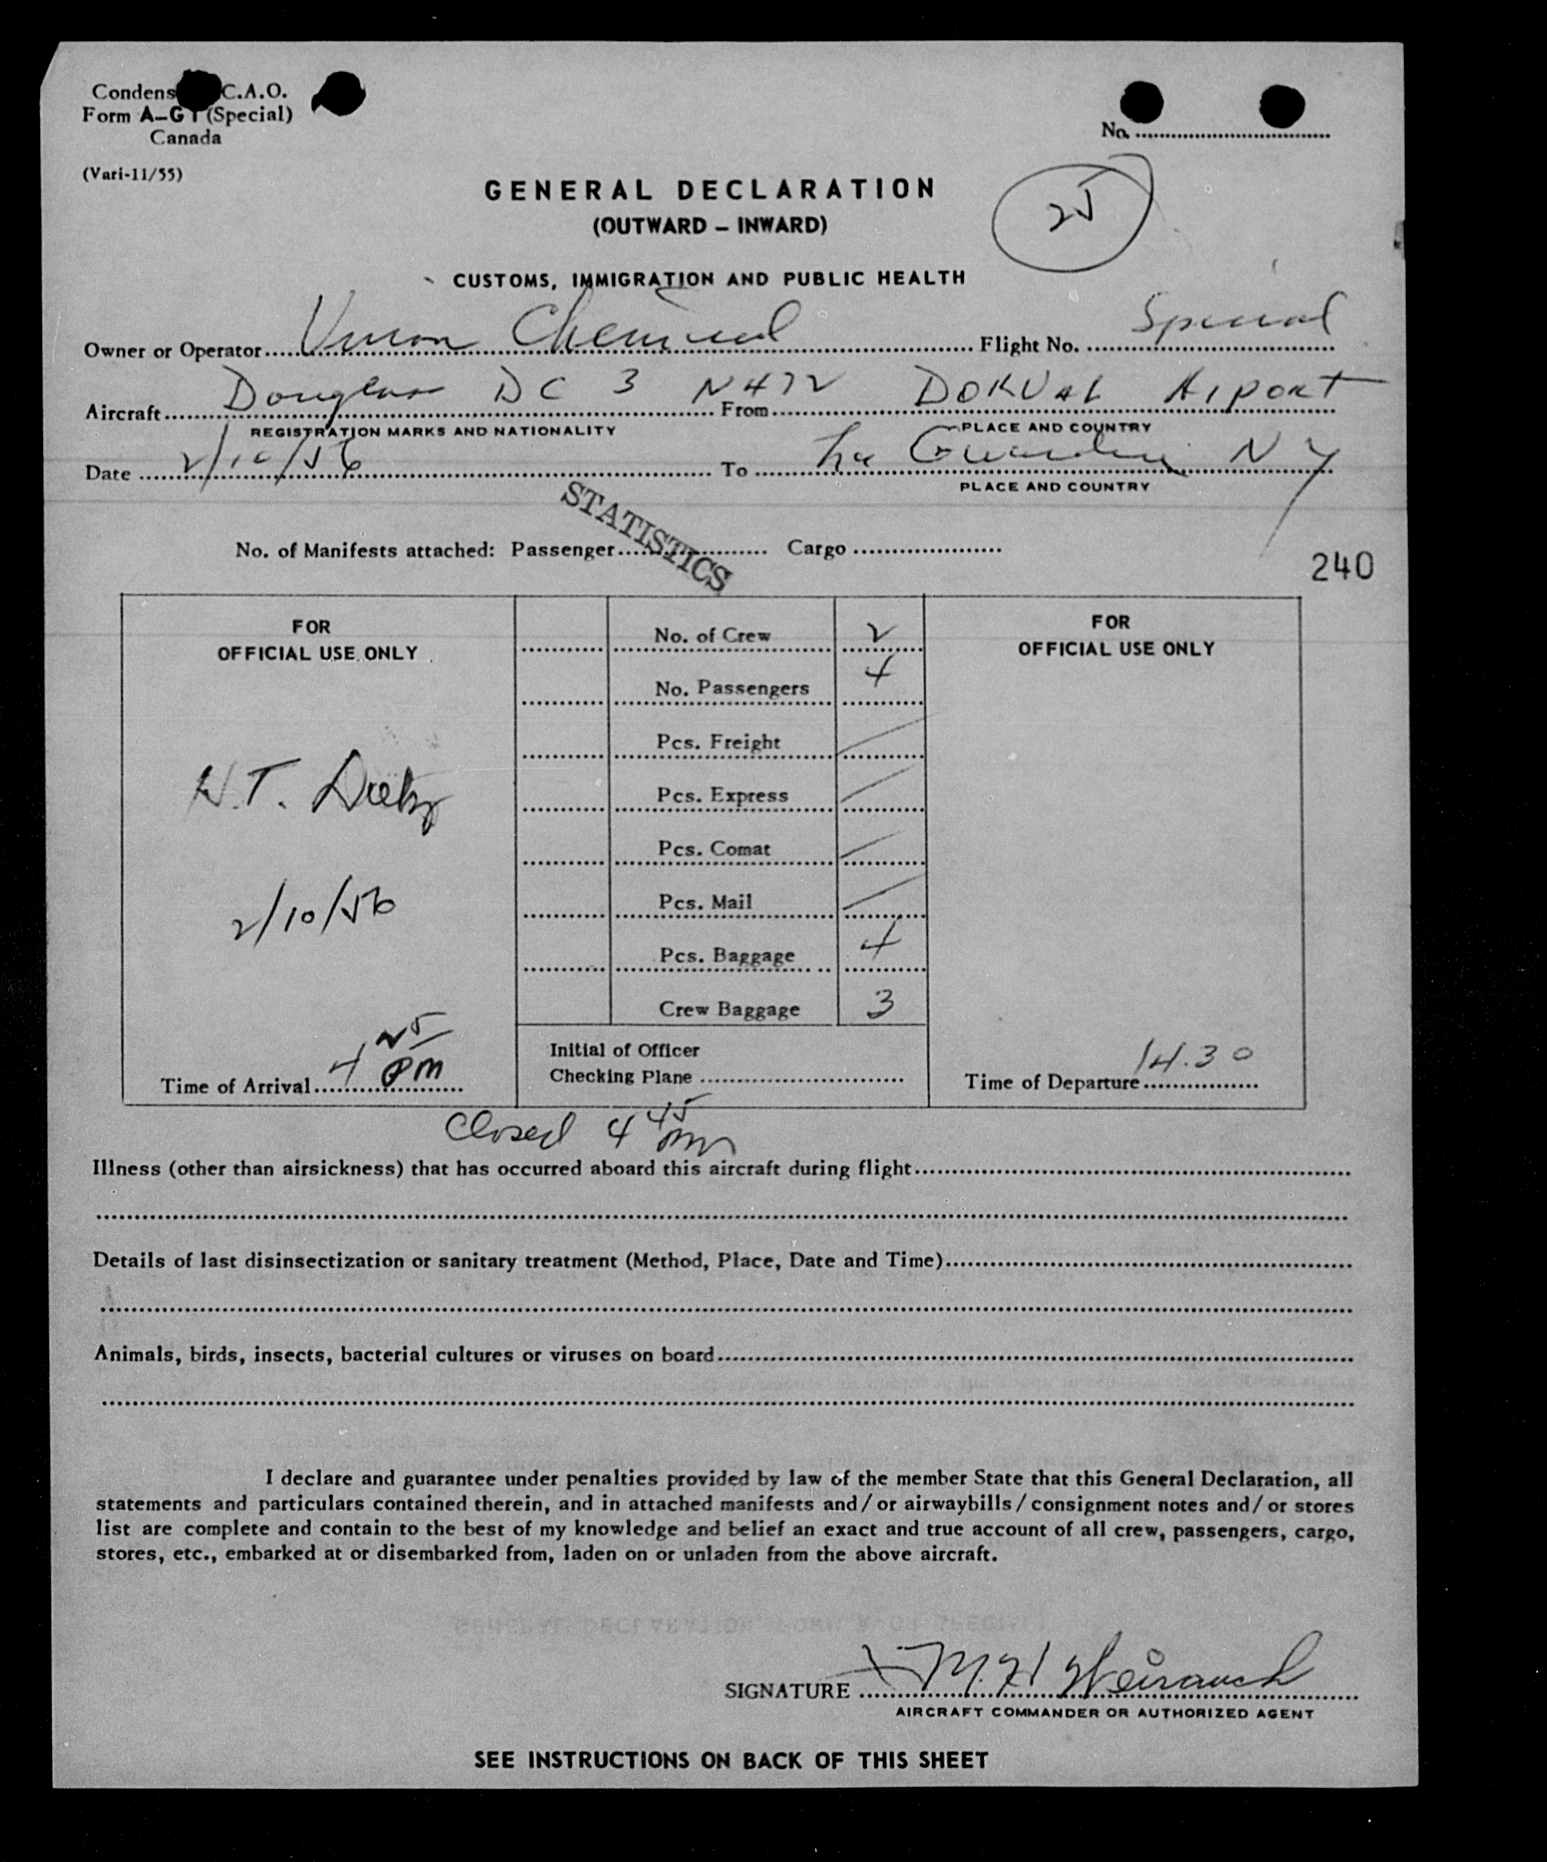 Condens C.A.O.
Form A-G 1 (Special)
Canada
(Vari-11/55)
No.
GENERAL DECLARATION
(OUTWARD – INWARD)
25
CUSTOMS, IMMIGRATION AND PUBLIC HEALTH
Owner or Operator Union Chemical Flight No. Special
Aircraft Douglas DC 3 N472 From DORVAL AIPORT
REGISTRATION MARKS AND NATIONALITY PLACE AND COUNTRY
Date 2/10/56 To La Guardia N Y
PLACE AND COUNTRY
STATISTICS
No. of Manifests attached: Passenger Cargo
240
FOR
OFFICIAL USE ONLY
H.T. 
2/10/56
Time of Arrival 4 25 PM
No. of Crew 2
No. Passengers 4
Pcs. Freight /
Pcs. Express /
Pcs. Comat /
Pcs. Mail /
Pcs. Baggage 4
Crew Baggage 3
Initial of Officer
Checking Plane
FOR
OFFICIAL USE ONLY
Time of Departure 14.30
Closed 4 45 pm
Illness (other than airsickness) that has occurred aboard this aircraft during flight
Details of last disinsectization or sanitary treatment (Method, Place, Date and Time)
Animals, birds, insects, bacterial cultures or viruses on board
I declare and guarantee under penalties provided by law of the member State that this General Declaration, all
statements and particulars contained therein, and in attached manifests and/or airwaybills/consignment notes and/or stores
list are complete and contain to the best of my knowledge and belief an exact and true account of all crew, passengers, cargo,
stores, etc., embarked at or disembarked from, laden on or unladen from the above aircraft.
SIGNATURE X M. H Weirauch
AIRCRAFT COMMANDER OR AUTHORIZED AGENT
SEE INSTRUCTIONS ON BACK OF THIS SHEET